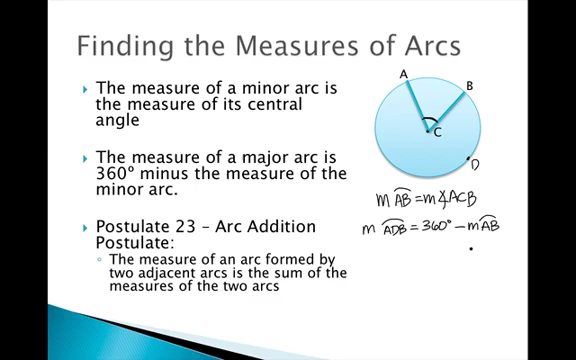 Finding the Measures of Arcs
The measure of a minor arc is
the measure of its central
angle
The measure of a major arc is
360° minus the measure of the
minor arc.
Postulate 23 – Arc Addition
Postulate:
The measure of an arc formed by
two adjacent arcs is the sum of the
measures of the two arcs
A
B
C
D
m AB = m∡ACB
m ADB = 360° - mAB